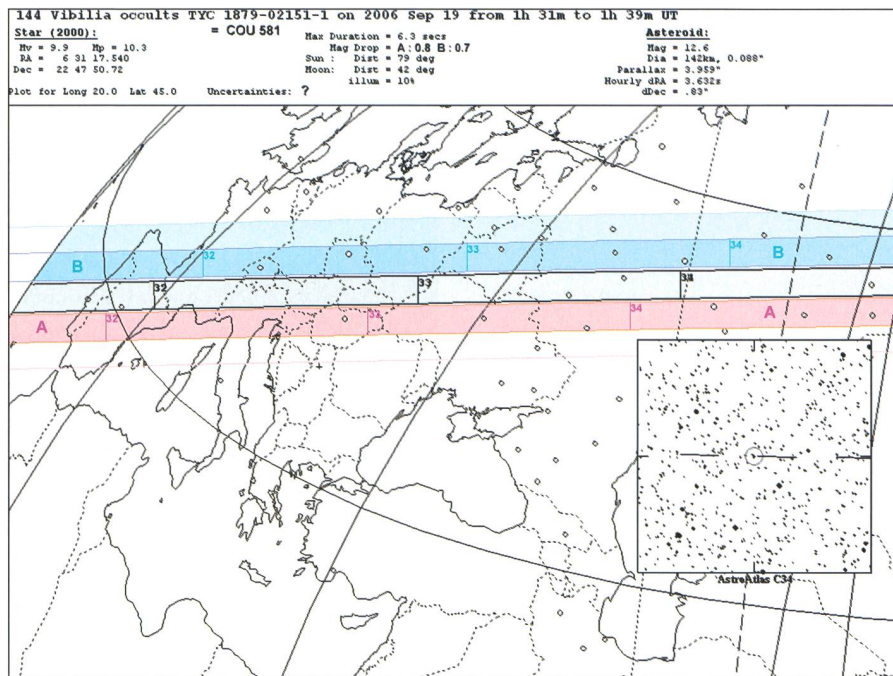 144 Vibilia occults TYC 1879-02151-1 on 2006 Sep 19 from 1h 31m to 1h 39m UT
Star (2000):
= COU 581
Mv = 9.9 Mp = 10.3
RA = 6 31 17.540
Dec = 22 47 50.72
Max Duration = 6.3 secs
Mag Drop = A: 0.8 B: 0.7
Sun : Dist = 79 deg
Moon: Dist = 42 deg
illum = 10%
Asteroid:
Mag = 12.6
Dia = 142km, 0.088"
Parallax = 3.959"
Hourly dRA = 3.632s
dDec = .83"
Plot for Long 20.0 Lat 45.0
Uncertainties: ?
B
32
33
34
B
32
33
A
32
33
34
A
AstroAtlas C34